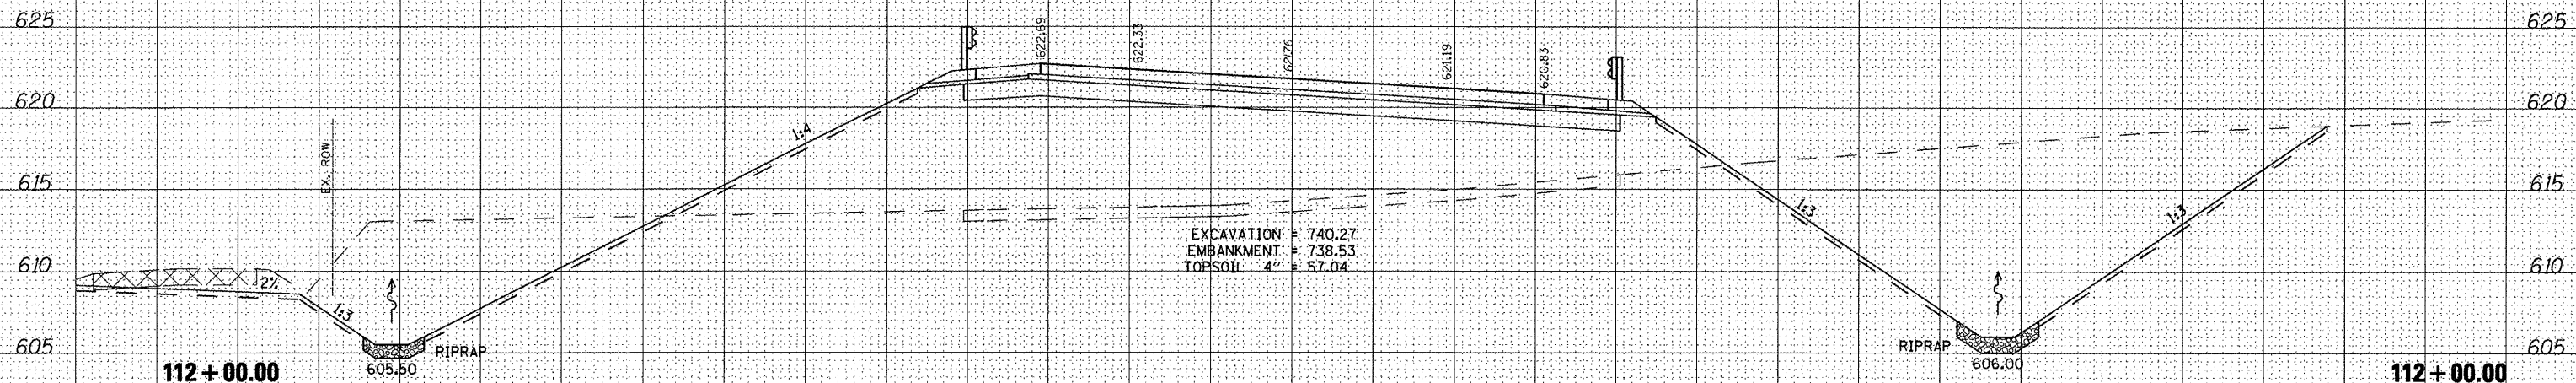 625 625
622.69 622.33 621.76 621.19 620.83
620 620
1:4
EX. ROW
615 615
1:3 1:3
EXCAVATION = 740.27
EMBANKMENT = 738.53
TOPSOIL 4" = 57.04
610 610
2%
1:3
605 RIPRAP RIPRAP 605
605.50 606.00
112+00.00 112+00.00